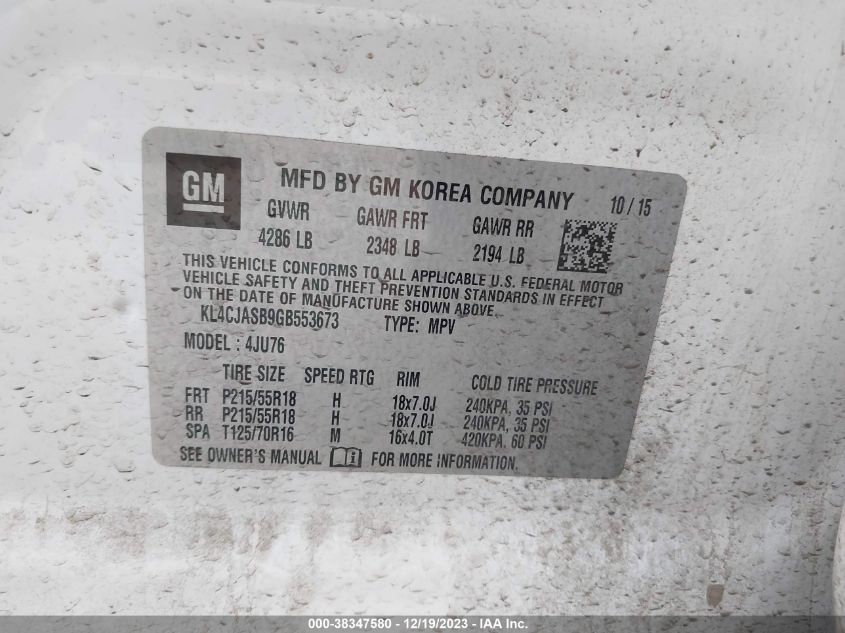 GM MFD BY GM KOREA COMPANY 10/15
GVWR GAWR FRT GAWR RR
4286 LB 2348 LB 2194 LB
THIS VEHICLE CONFORMS TO ALL APPLICABLE U.S. FEDERAL MOTOR
VEHICLE SAFETY AND THEFT PREVENTION STANDARDS IN EFFECT
ON THE DATE OF MANUFACTURE SHOWN ABOVE.
KL4CJASB9GB553673 TYPE: MPV
MODEL : 4JU76
TIRE SIZE SPEED RTG RIM COLD TIRE PRESSURE
FRT P215/55R18 H 18x7.0J 240KPA, 35 PSI
RR P215/55R18 H 18x7.0J 240KPA, 35 PSI
SPA T125/70R16 M 16x4.0T 420KPA, 60 PSI
SEE OWNER'S MANUAL FOR MORE INFORMATION.
000-38347580 - 12/19/2023 - IAA Inc.